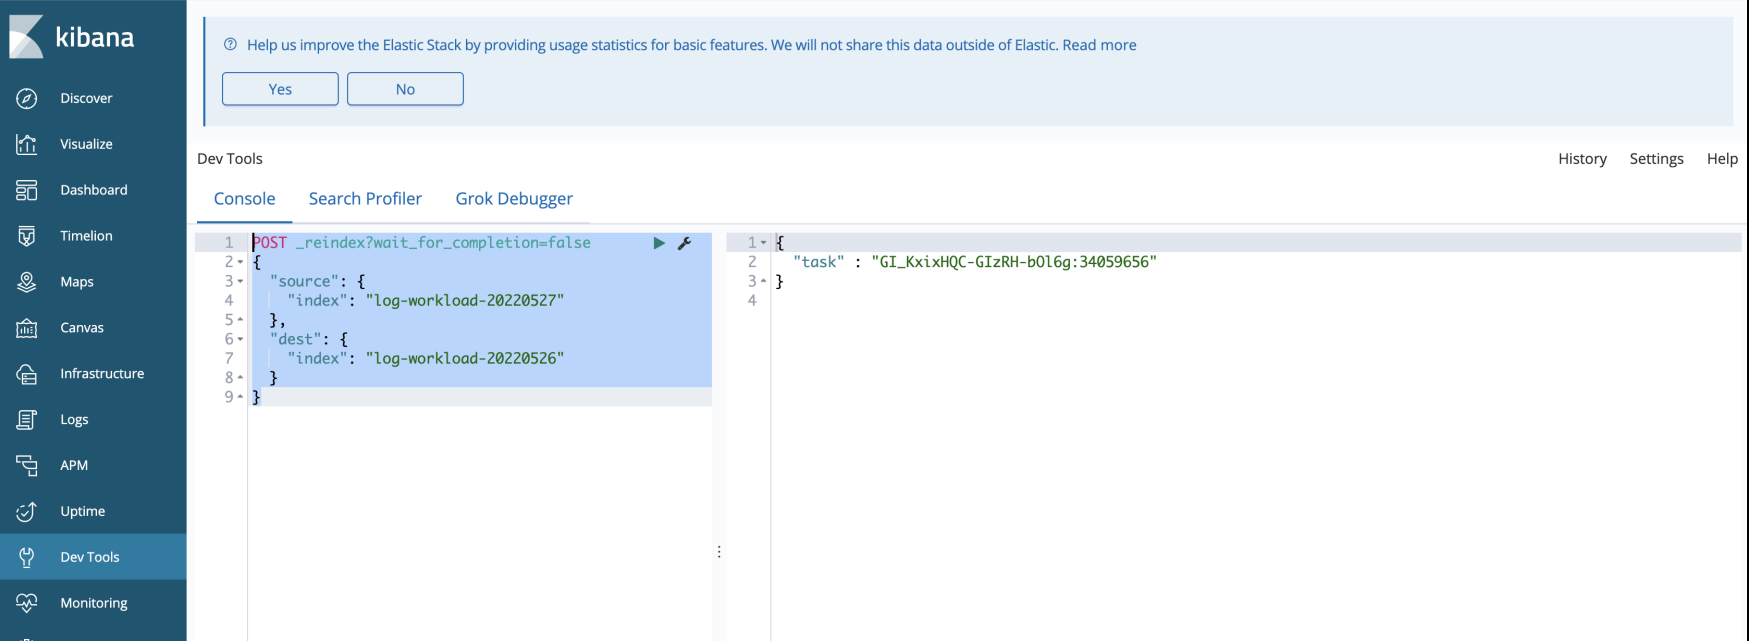 kibana
Discover
Visualize
Dashboard
Timelion
Maps
Canvas
Infrastructure
Logs
APM
Uptime
Dev Tools
Monitoring
Help us improve the Elastic Stack by providing usage statistics for basic features. We will not share this data outside of Elastic. Read more
Yes No
Dev Tools History Settings Help
Console Search Profiler Grok Debugger
1 POST _reindex?wait_for_completion=false
2 {
3 "source": {
4 "index": "log-workload-20220527"
5 },
6 "dest": {
7 "index": "log-workload-20220526"
8 }
9 }
1 {
2 "task" : "GI_KxixHQC-GIzRH-bOl6g:34059656"
3 }
4